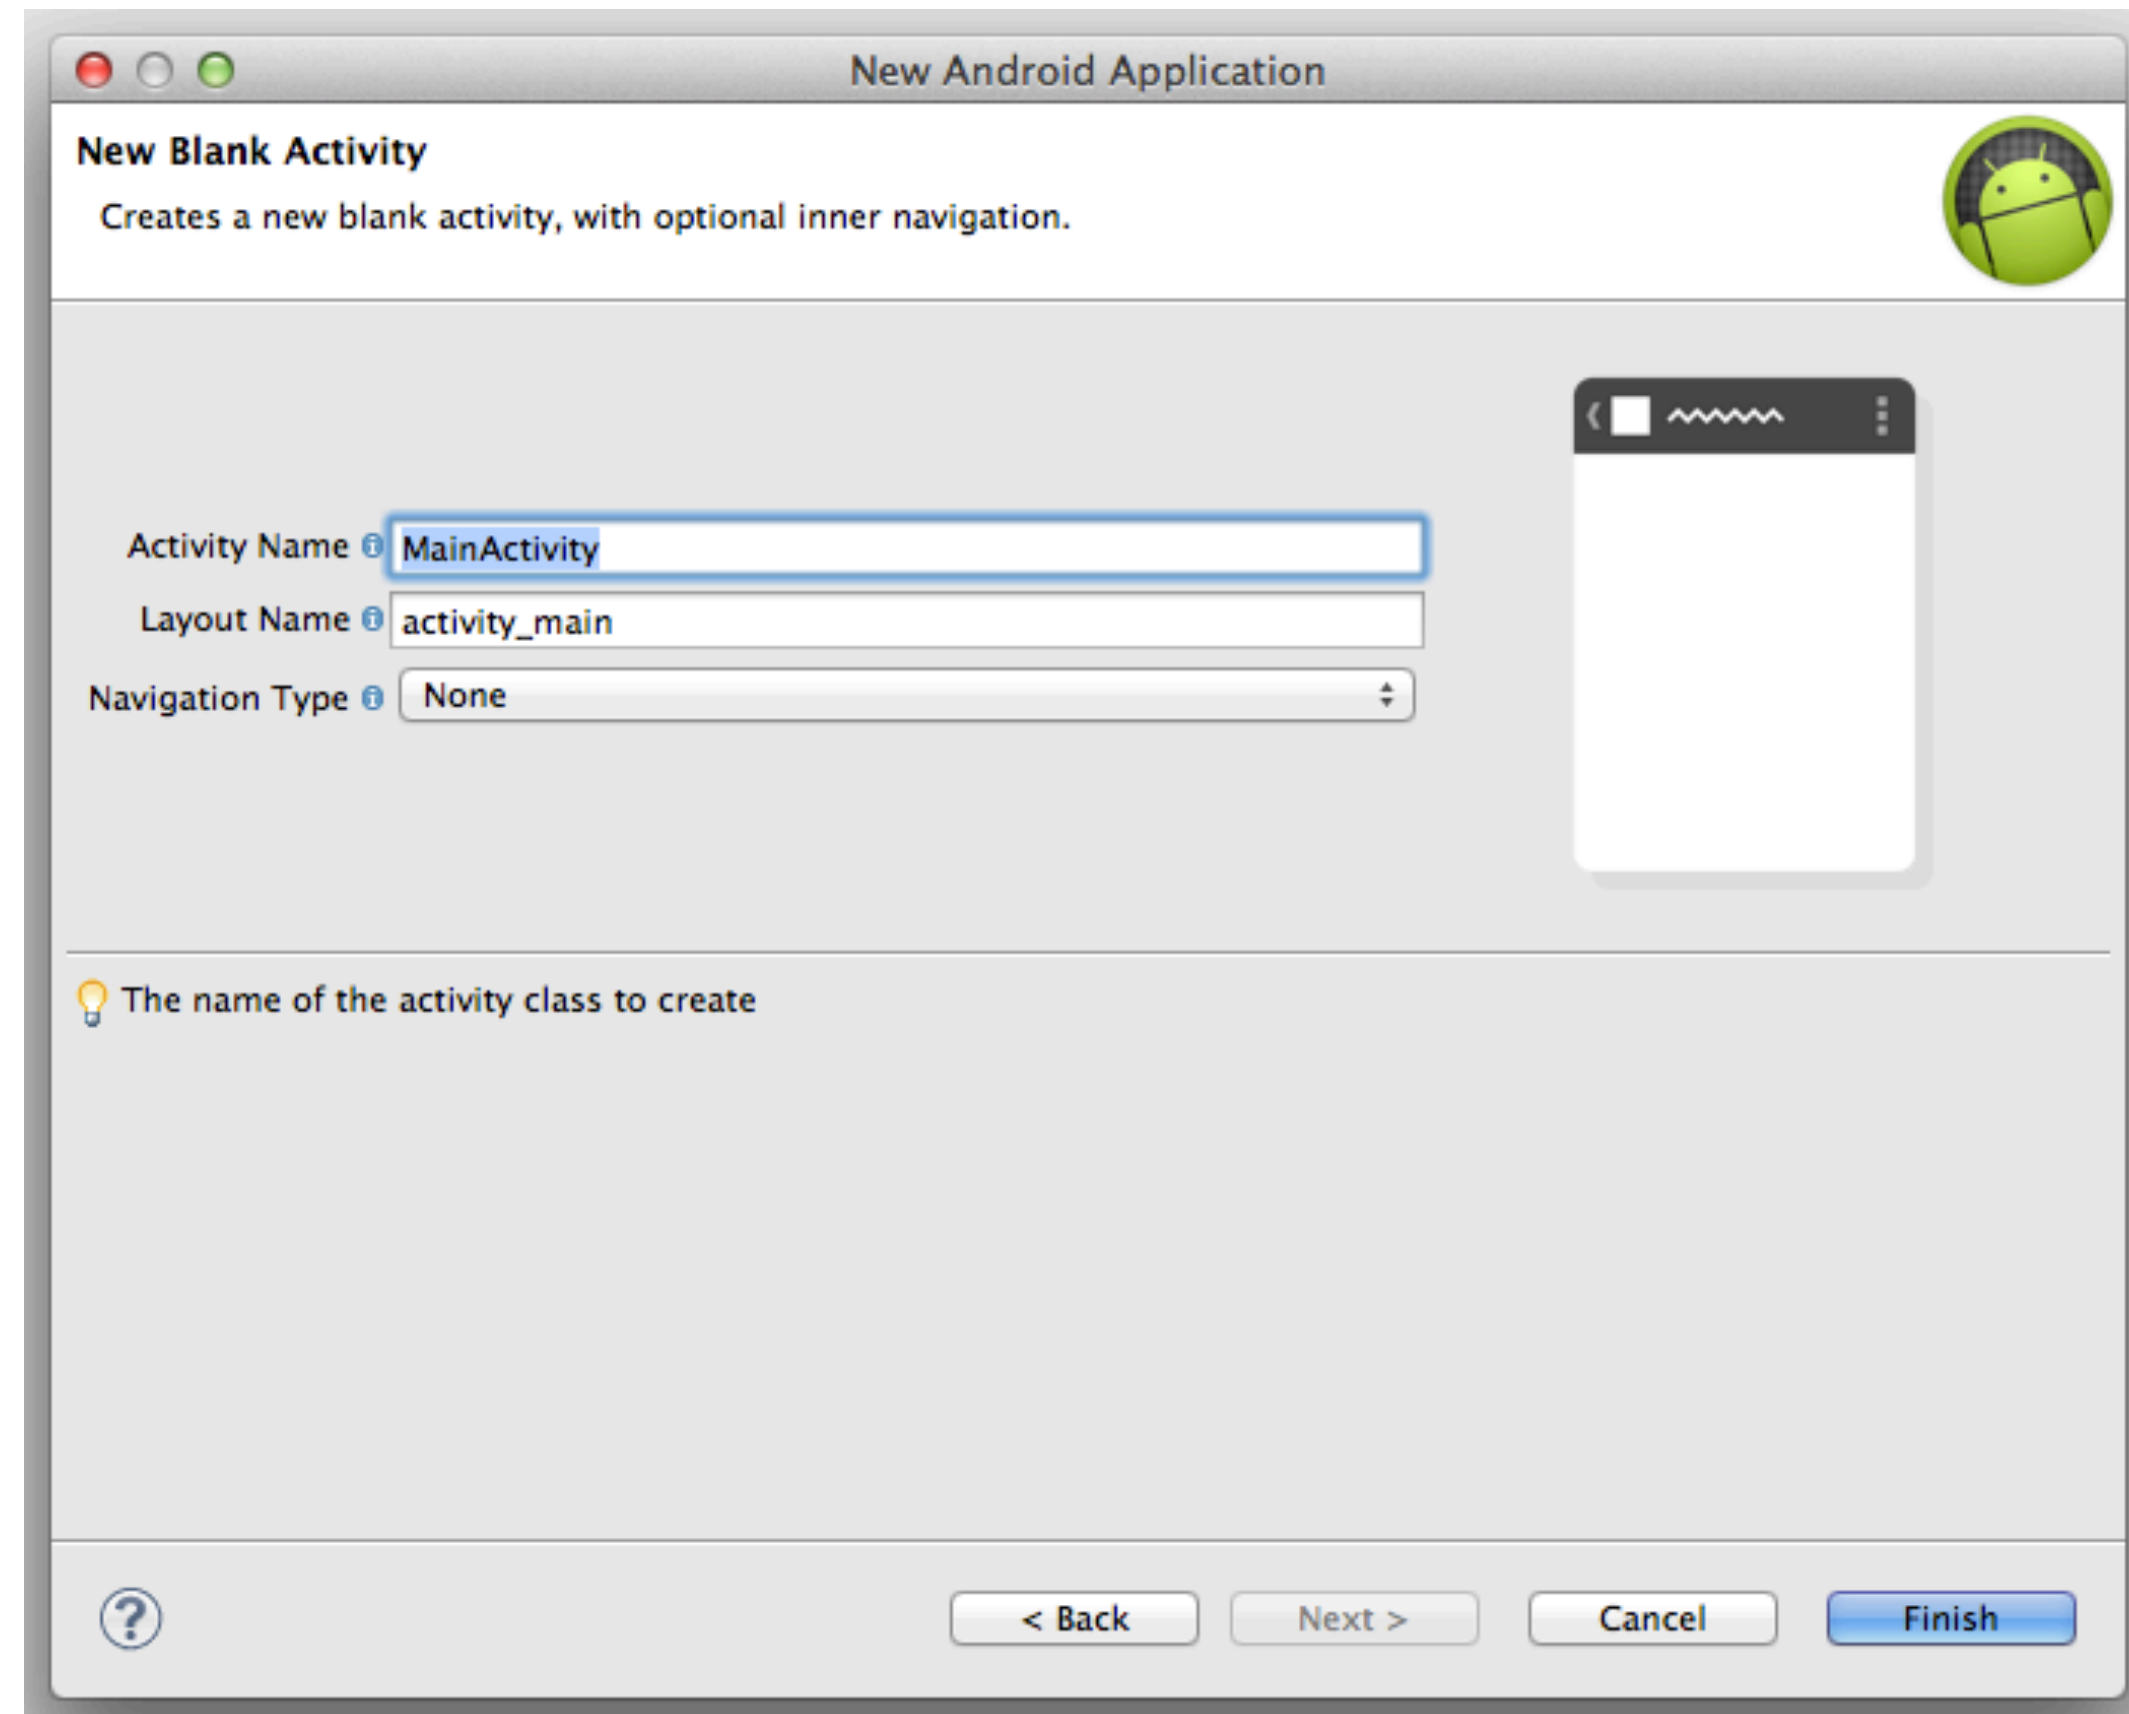 New Android Application
New Blank Activity
Creates a new blank activity, with optional inner navigation.
Activity Name MainActivity
Layout Name activity_main
Navigation Type None
The name of the activity class to create
< Back Next > Cancel Finish